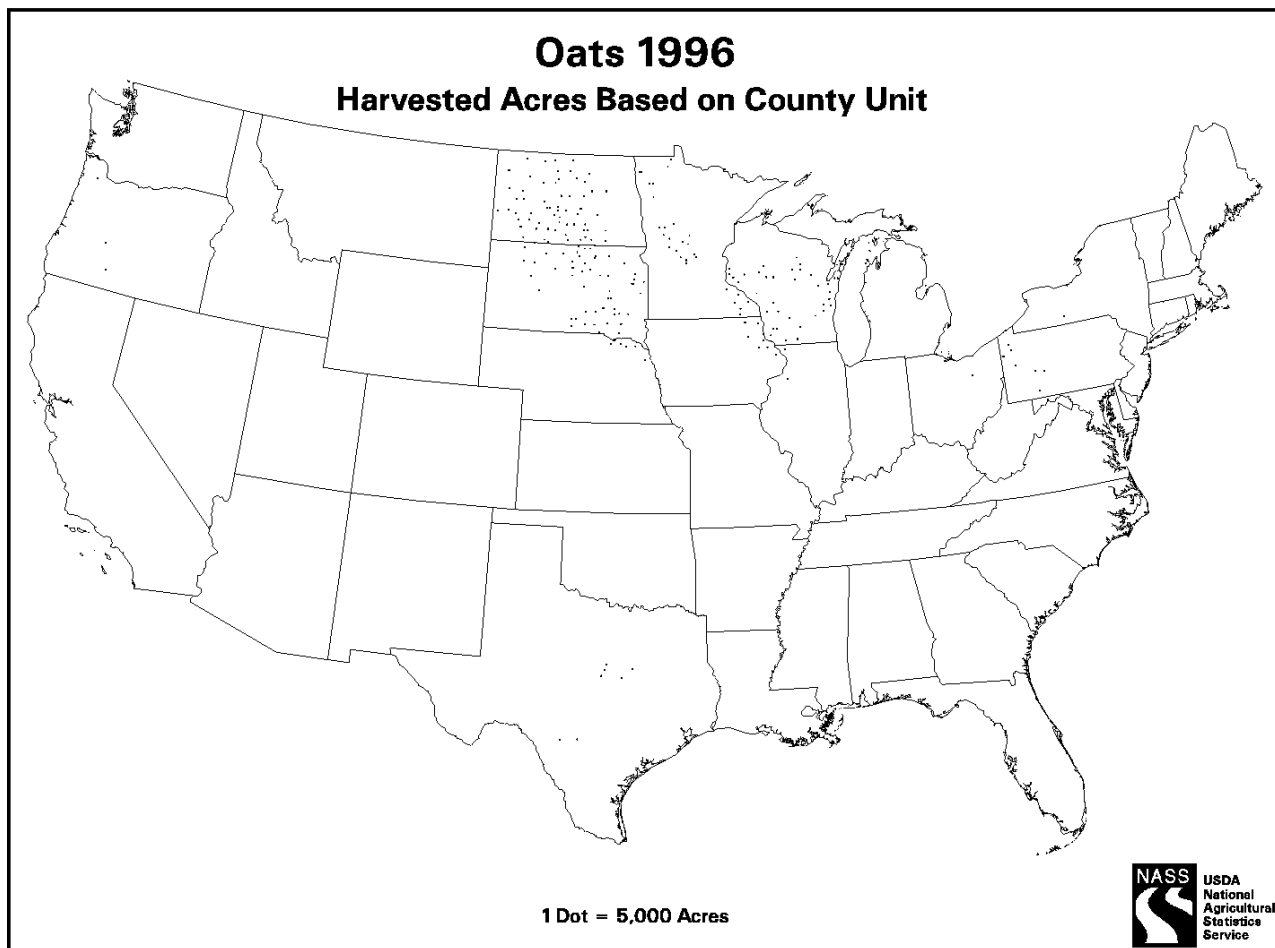 Oats 1996
Harvested Acres Based on County Unit
1 Dot = 5,000 Acres
NASS
USDA
National
Agricultural
Statistics
Service